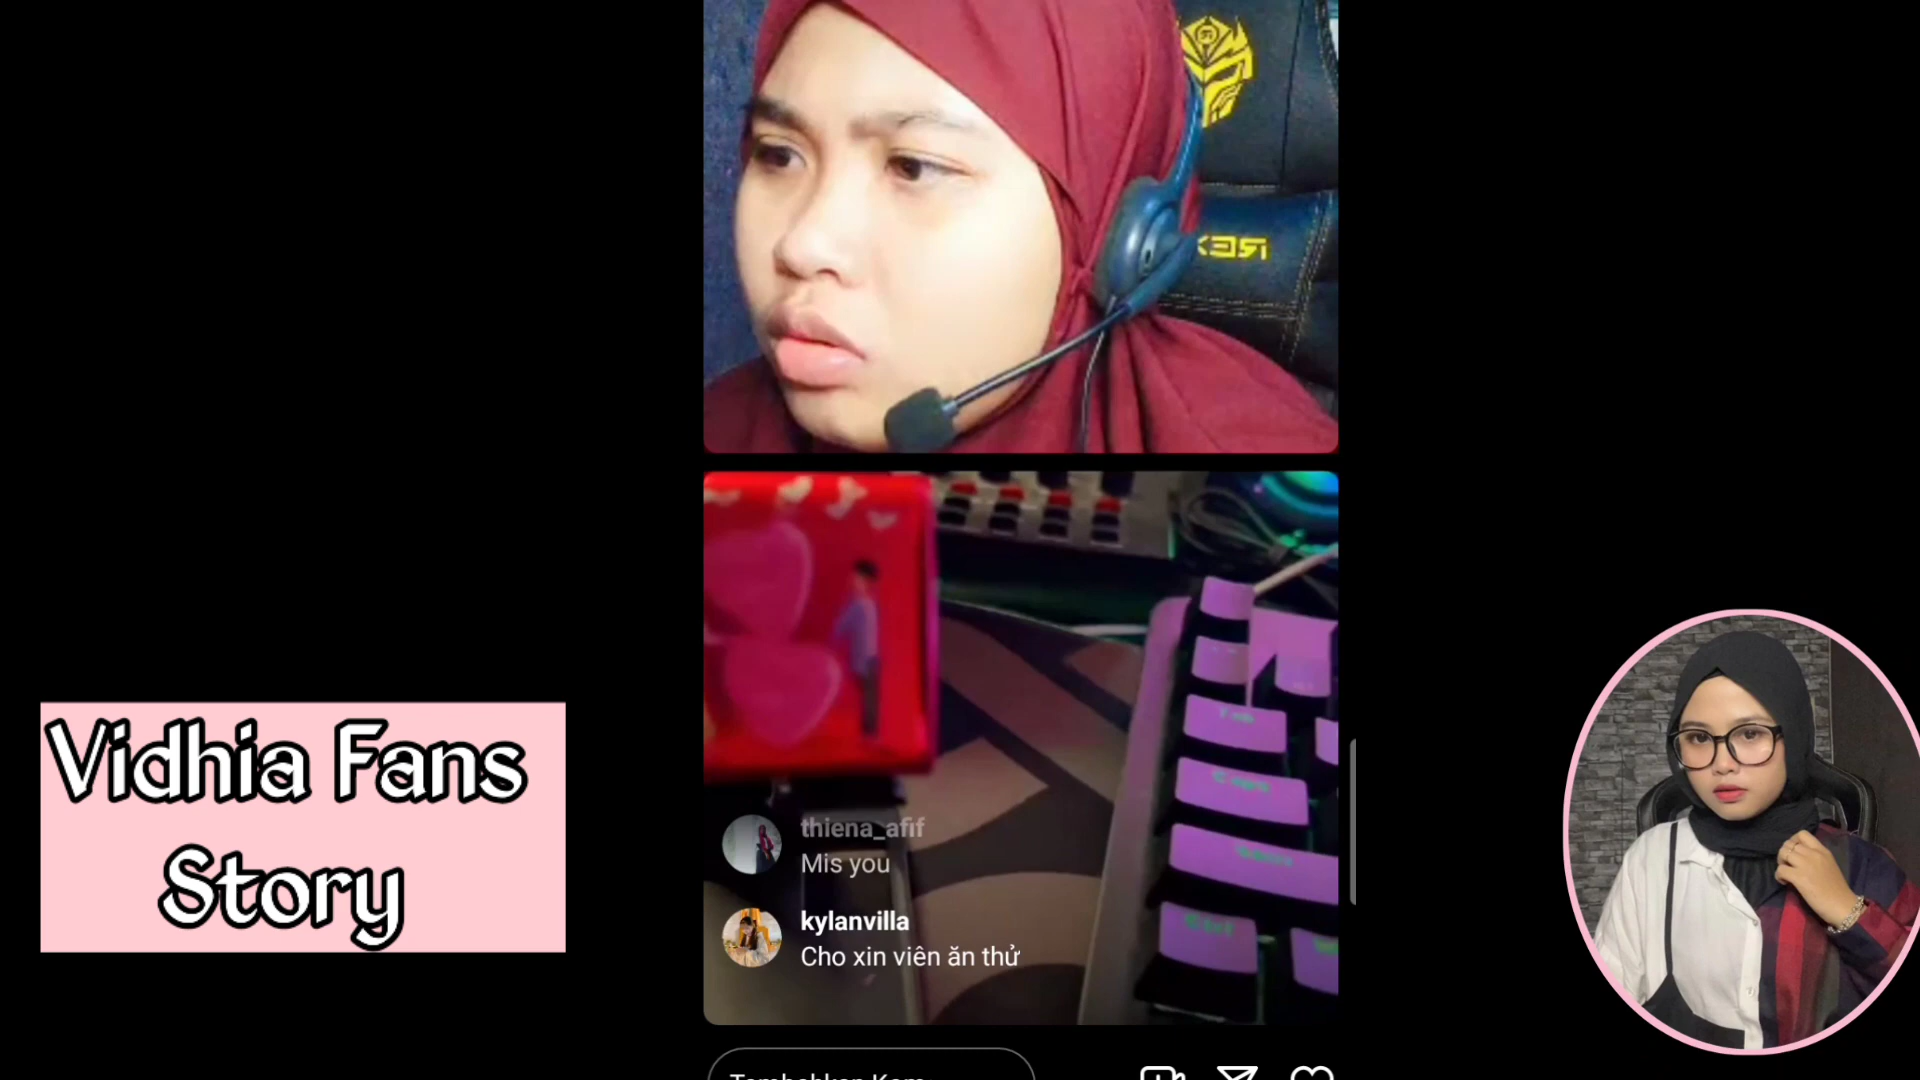 Vidhia Fans
Story
thiena_afif
Mis you
kylanvilla
Cho xin viên ăn thử